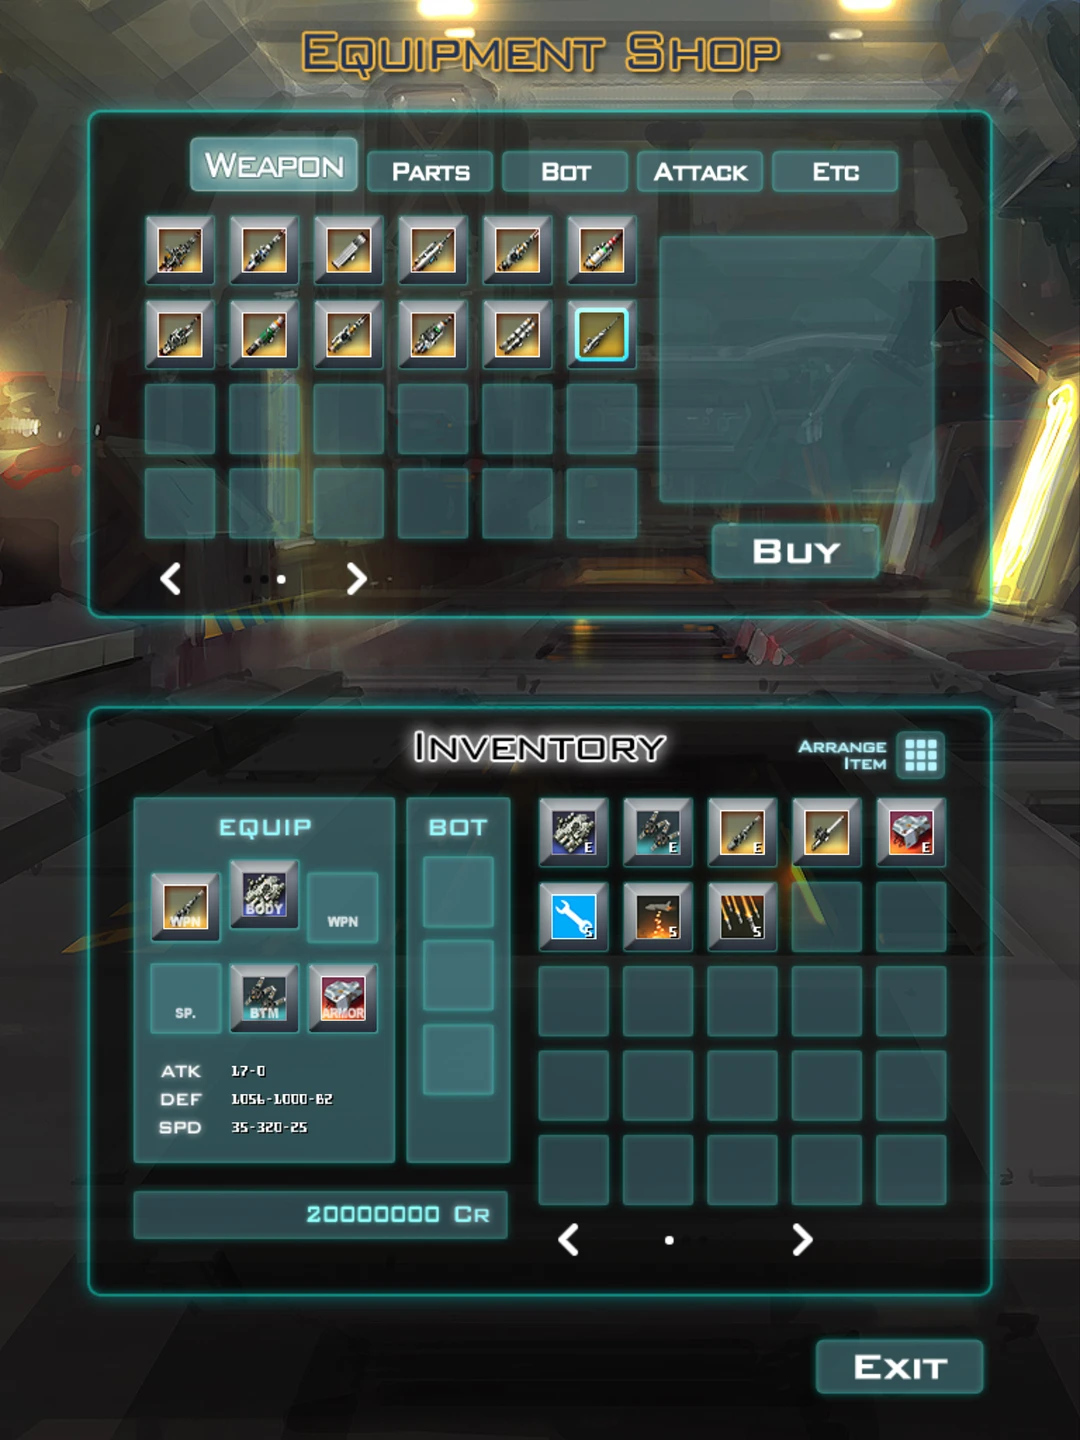 Equipment Shop
Weapon
Parts
Bot
Attack
Etc
Buy
Inventory
Arrange
Item
EQUIP
BOT
E
E
E
E
WPN
BODY
WPN
S
S
S
SP.
BTM
ARMOR
ATK 17-0
DEF 1056-1000-62
SPD 35-320-25
20000000 Cr
Exit